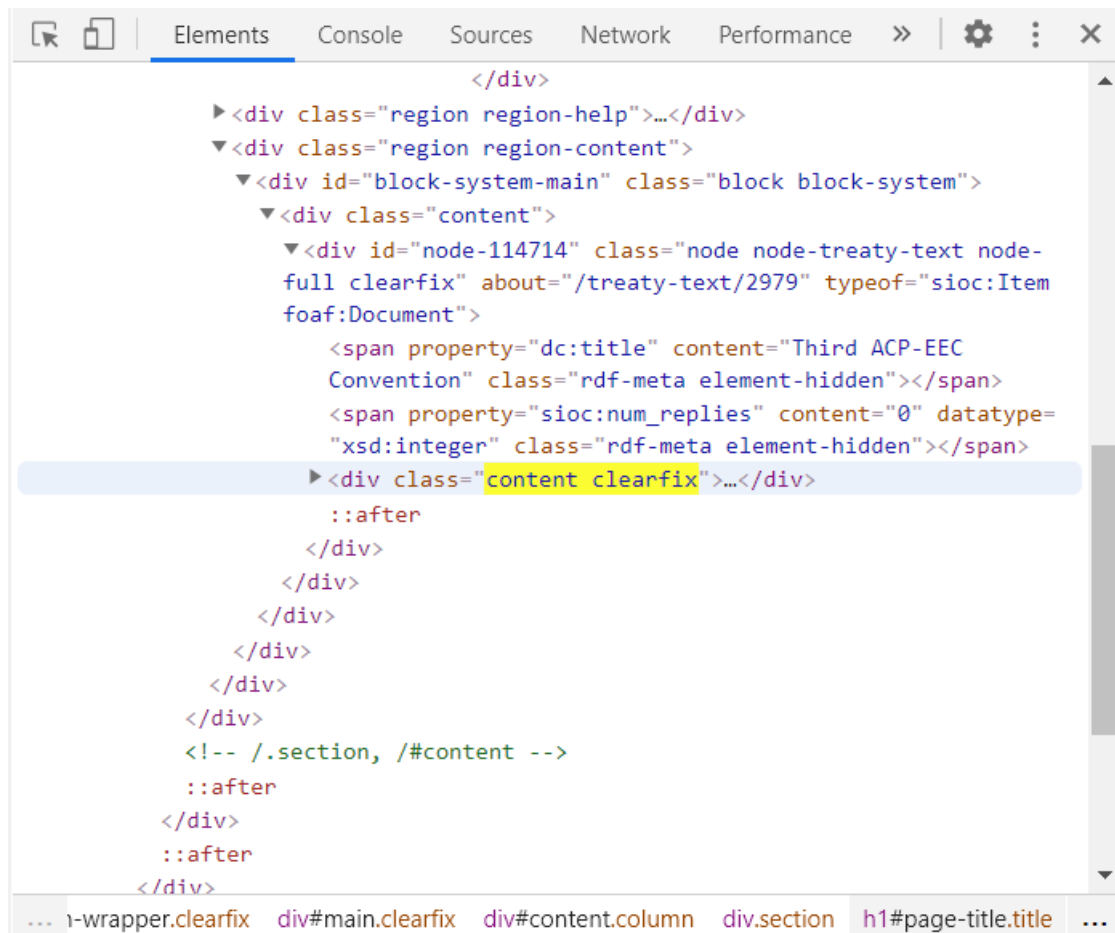 Elements Console Sources Network Performance »
</div>
▶<div class="region region-help">…</div>
▼<div class="region region-content">
▼<div id="block-system-main" class="block block-system">
▼<div class="content">
▼<div id="node-114714" class="node node-treaty-text node-
full clearfix" about="/treaty-text/2979" typeof="sioc:Item
foaf:Document">
<span property="dc:title" content="Third ACP-EEC
Convention" class="rdf-meta element-hidden"></span>
<span property="sioc:num_replies" content="0" datatype=
"xsd:integer" class="rdf-meta element-hidden"></span>
▶<div class="content clearfix">…</div>
::after
</div>
</div>
</div>
</div>
</div>
</div>
<!-- /.section, /#content -->
::after
</div>
::after
</div>
... n-wrapper.clearfix div#main.clearfix div#content.column div.section h1#page-title.title ...